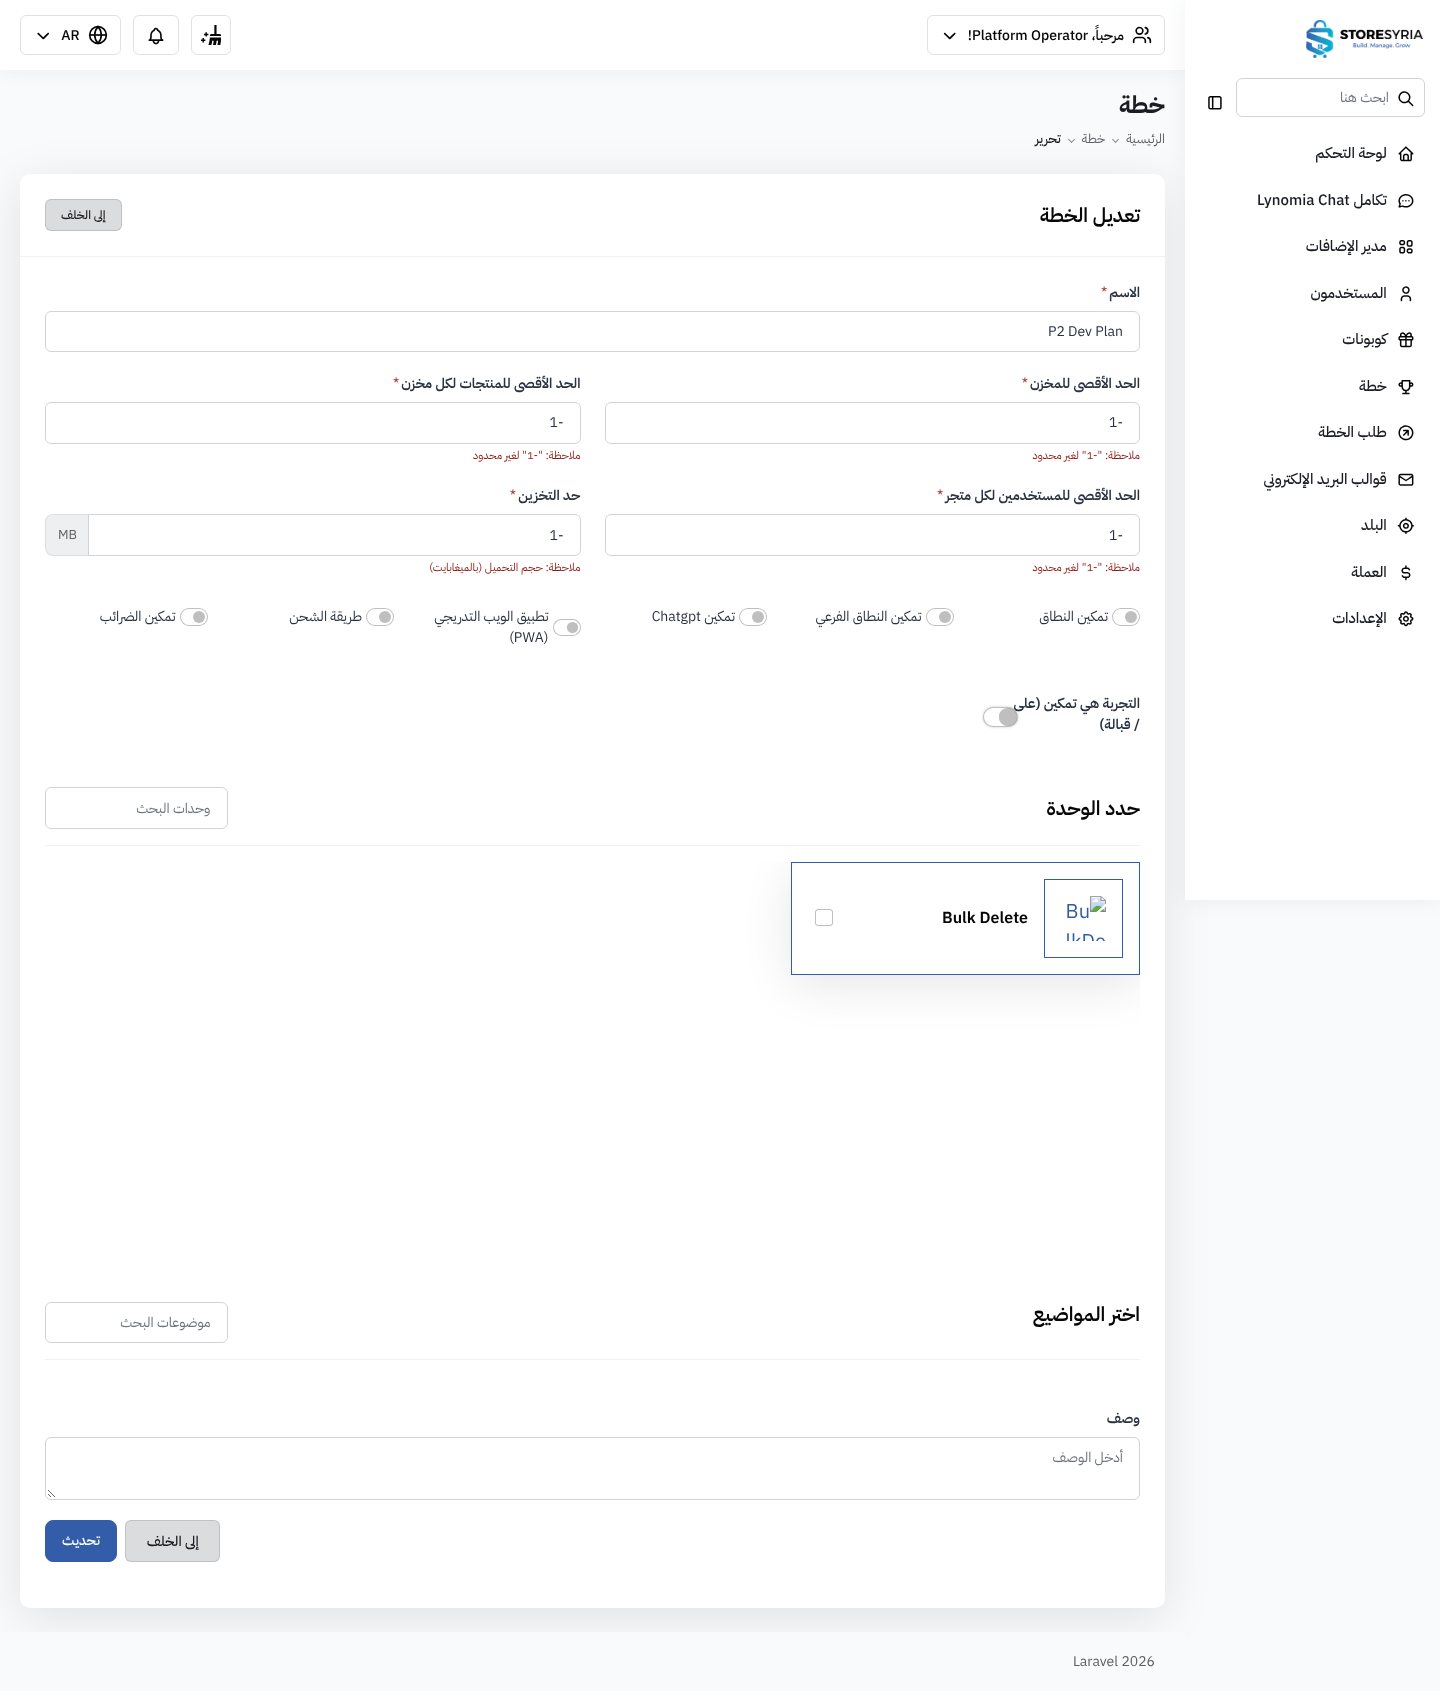 STORESYRIA
Build. Manage. Grow
ابحث هنا
لوحة التحكم
تكامل Lynomia Chat
مدير الإضافات
المستخدمون
كوبونات
خطة
طلب الخطة
قوالب البريد الإلكتروني
البلد
العملة
الإعدادات
مرحباً، Platform Operator!
AR
خطة
الرئيسية خطة تحرير
تعديل الخطة
إلى الخلف
الاسم*
P2 Dev Plan
الحد الأقصى للمخزن*
الحد الأقصى للمنتجات لكل مخزن*
1-
1-
ملاحظة: "-1" لغير محدود
ملاحظة: "-1" لغير محدود
الحد الأقصى للمستخدمين لكل متجر*
حد التخزين*
1-
1-
MB
ملاحظة: "-1" لغير محدود
ملاحظة: حجم التحميل (بالميغابايت)
تمكين النطاق
تمكين النطاق الفرعي
تمكين Chatgpt
تطبيق الويب التدريجي
(PWA)
طريقة الشحن
تمكين الضرائب
التجربة هي تمكين (على
/ قبالة)
حدد الوحدة
وحدات البحث
Bu
lkDe
Bulk Delete
اختر المواضيع
موضوعات البحث
وصف
أدخل الوصف
إلى الخلف
تحديث
Laravel 2026